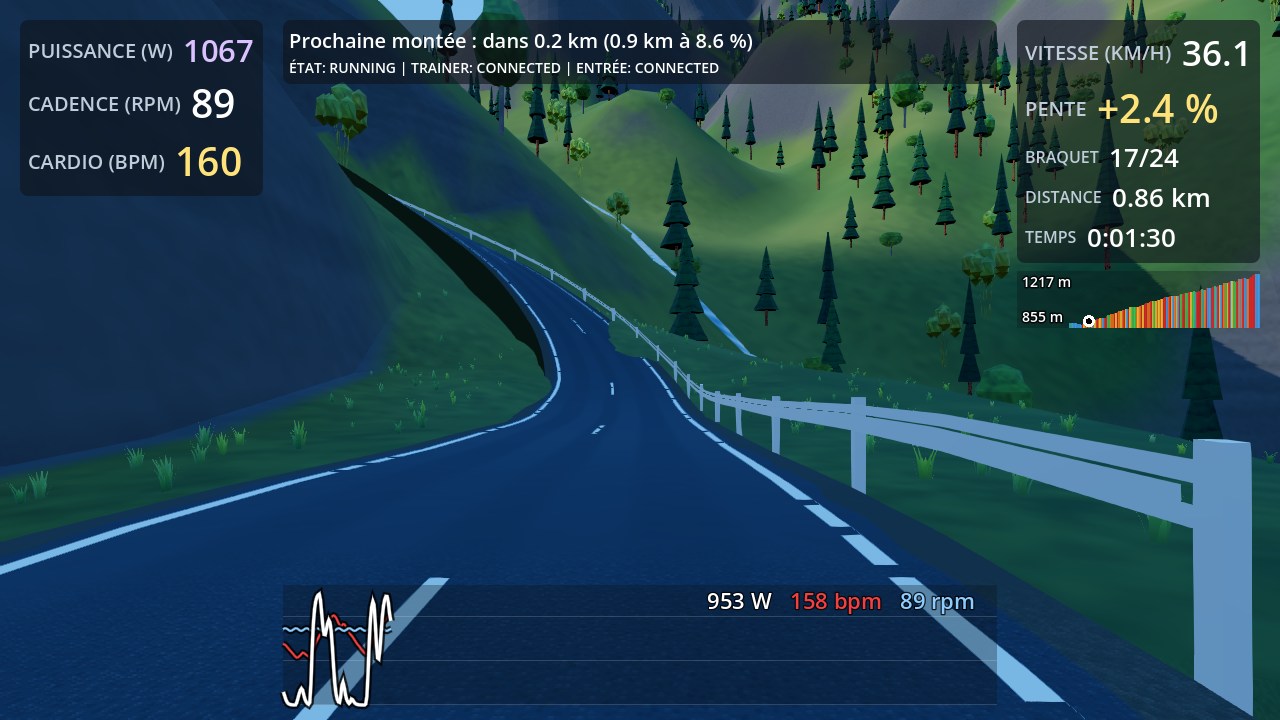 PUISSANCE (W) 1067
CADENCE (RPM) 89
CARDIO (BPM) 160
Prochaine montée : dans 0.2 km (0.9 km à 8.6 %)
ÉTAT: RUNNING | TRAINER: CONNECTED | ENTRÉE: CONNECTED
VITESSE (KM/H) 36.1
PENTE +2.4 %
BRAQUET 17/24
DISTANCE 0.86 km
TEMPS 0:01:30
1217 m
855 m
953 W 158 bpm 89 rpm